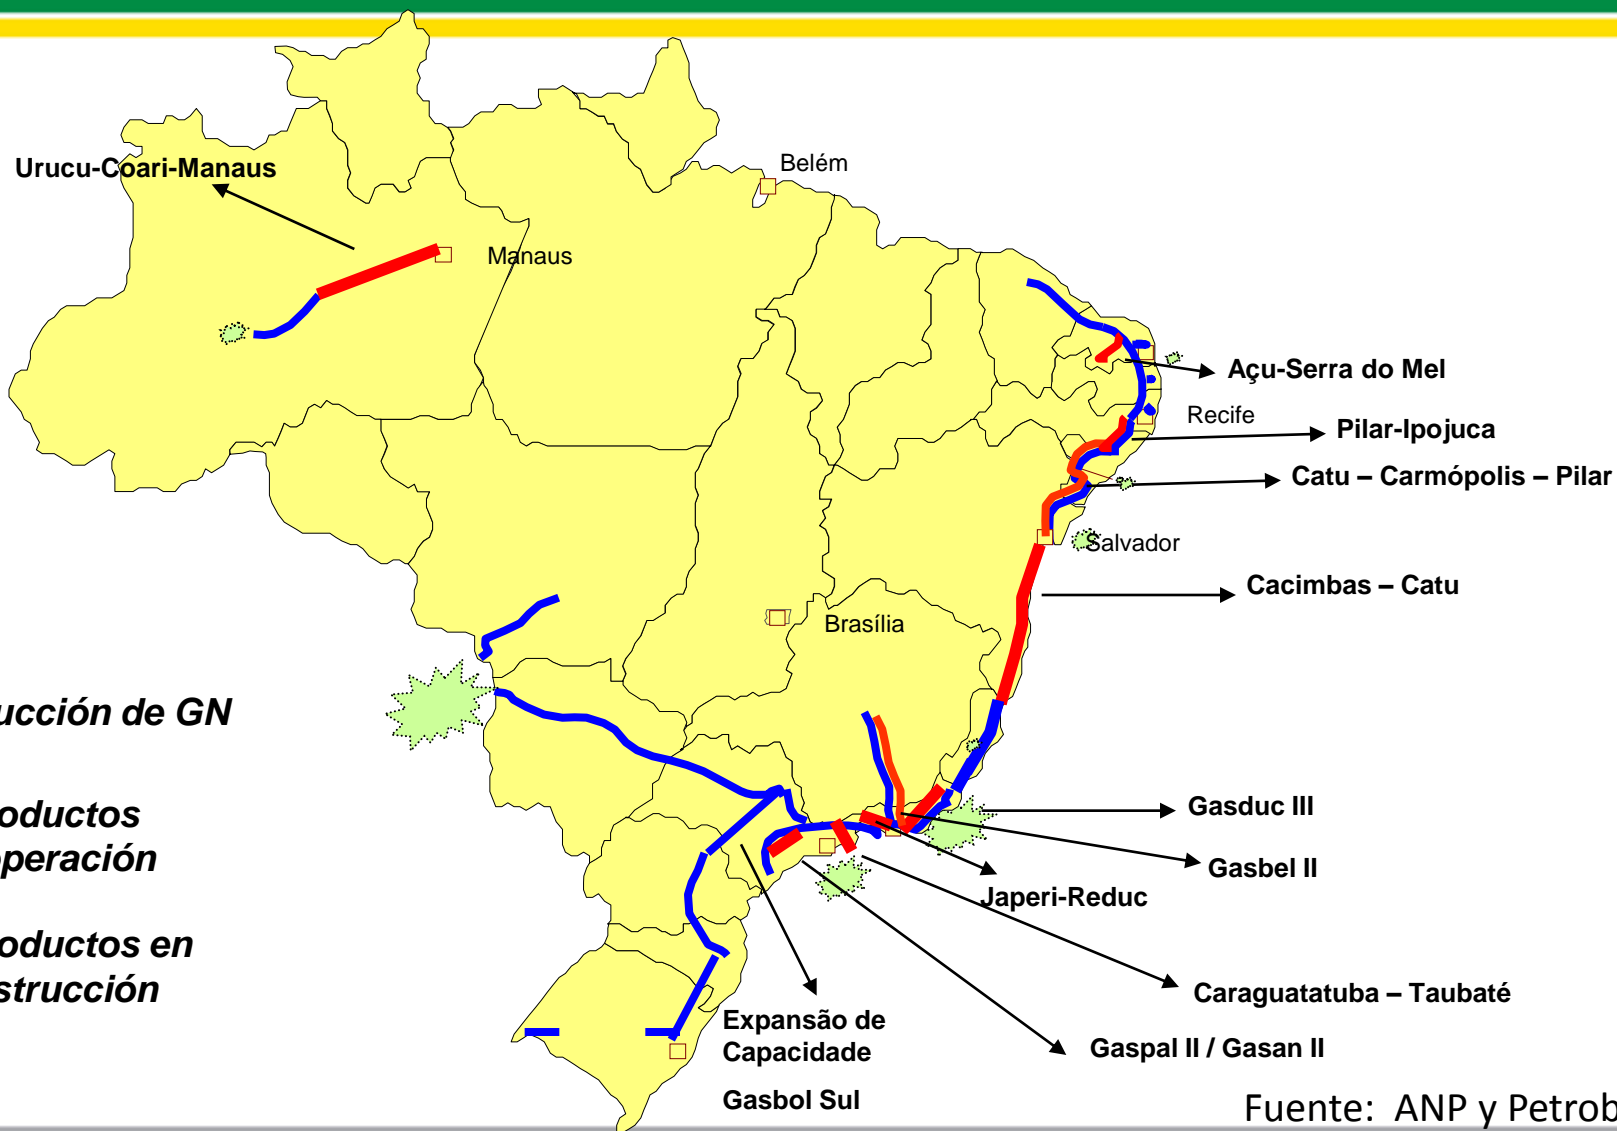 Belém
Urucu-Coari-Manaus
Manaus
Açu-Serra do Mel
Recife
Pilar-Ipojuca
Catu – Carmópolis – Pilar
Salvador
Cacimbas – Catu
Brasília
ucción de GN
Gasduc III
oductos
operación
Gasbel II
Japeri-Reduc
oductos en
strucción
Caraguatatuba – Taubaté
Expansão de
Capacidade
Gasbol Sul
Gaspal II / Gasan II
Fuente: ANP y Petrob